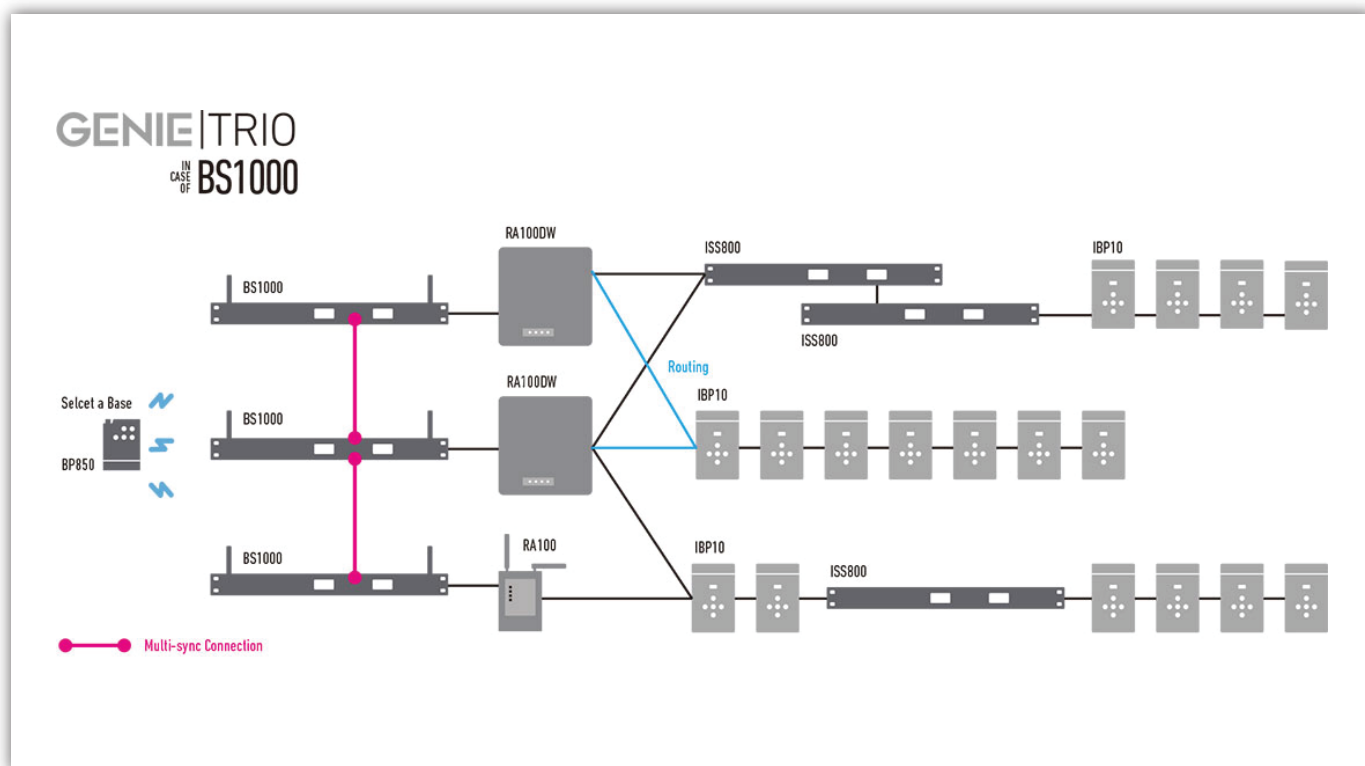 GENIE|TRIO
IN CASE OF BS1000
RA100DW
ISS800
IBP10
BS1000
ISS800
Routing
RA100DW
IBP10
Selcet a Base
BS1000
BP850
RA100
IBP10
BS1000
ISS800
Multi-sync Connection